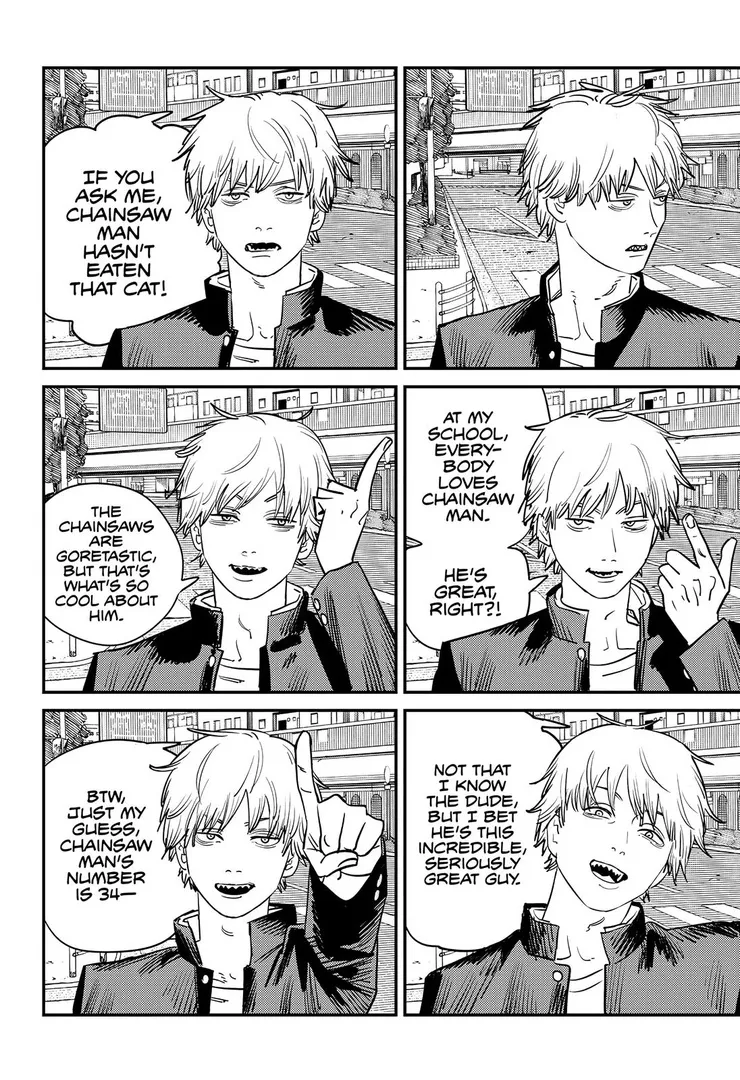 IF YOU
ASK ME,
CHAINSAW
MAN
HASN'T
EATEN
THAT CAT!
AT MY
SCHOOL,
EVERY-
BODY
LOVES
CHAINSAW
MAN.
HE'S
GREAT,
RIGHT?!
THE
CHAINSAWS
ARE
GORETASTIC,
BUT THAT'S
WHAT'S SO
COOL ABOUT
HIM.
NOT THAT
I KNOW
THE DUDE,
BUT I BET
HE'S THIS
INCREDIBLE,
SERIOUSLY
GREAT GUY.
BTW,
JUST MY
GUESS,
CHAINSAW
MAN'S
NUMBER
IS 34—